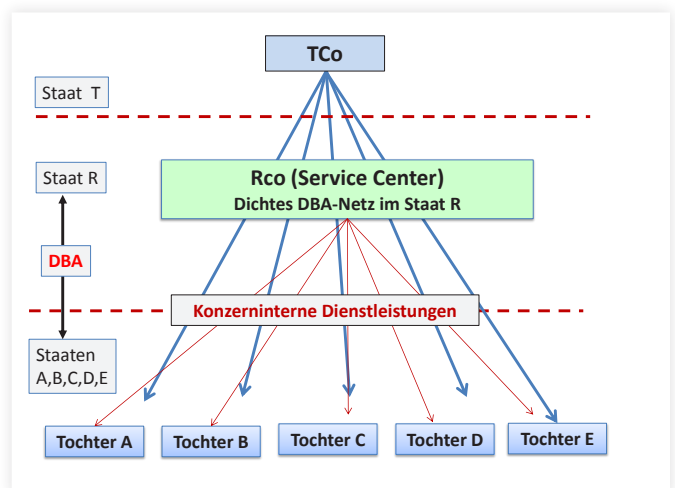 TCo
Staat T
Rco (Service Center)
Dichtes DBA-Netz im Staat R
Staat R
DBA
Konzerninterne Dienstleistungen
Staaten
A,B,C,D,E
Tochter A
Tochter B
Tochter C
Tochter D
Tochter E